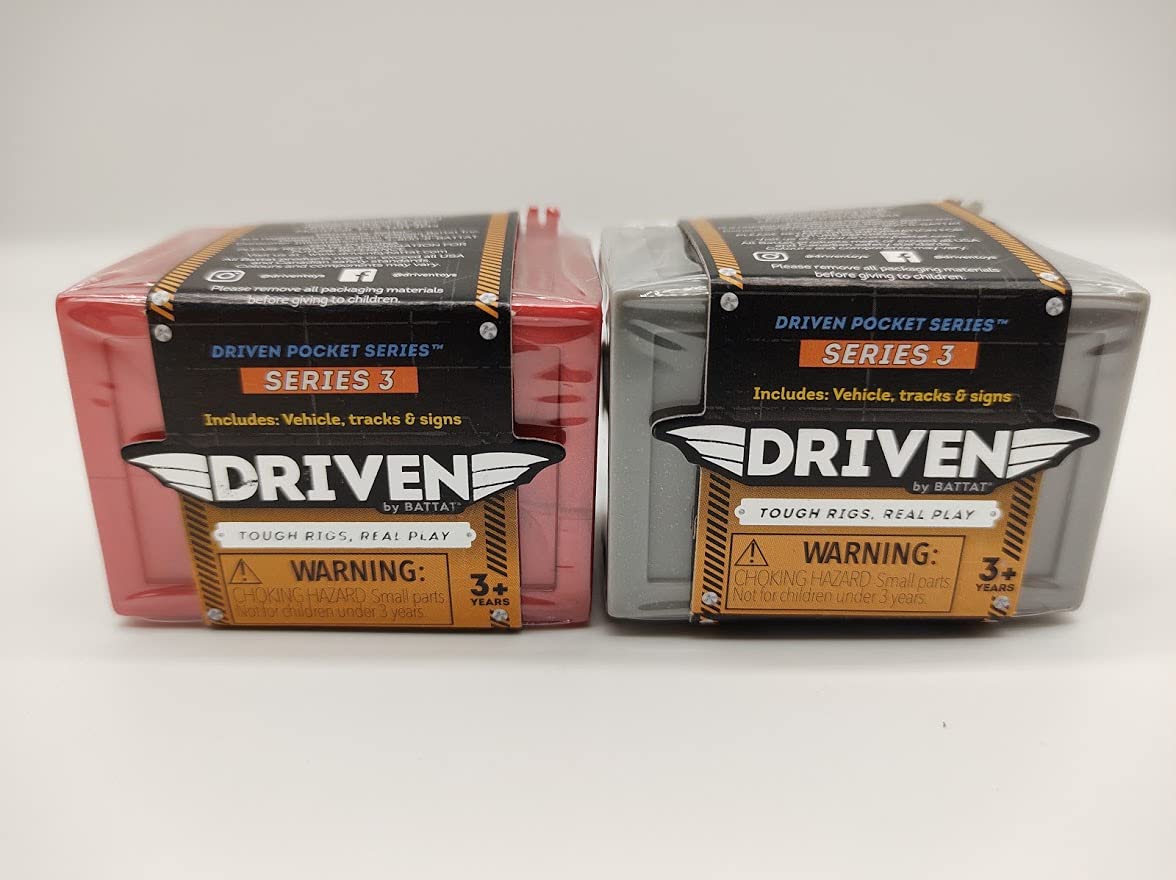 @driventoys @driventoys
Please remove all packaging materials
before giving to children.
DRIVEN POCKET SERIES™
SERIES 3
Includes: Vehicle, tracks & signs
DRIVEN
by BATTAT®
TOUGH RIGS, REAL PLAY
WARNING:
CHOKING HAZARD Small parts
Not for children under 3 years.
3+
YEARS
@driventoys @driventoys
Please remove all packaging materials
before giving to children.
DRIVEN POCKET SERIES™
SERIES 3
Includes: Vehicle, tracks & signs
DRIVEN
by BATTAT®
TOUGH RIGS, REAL PLAY
WARNING:
CHOKING HAZARD Small parts
Not for children under 3 years.
3+
YEARS